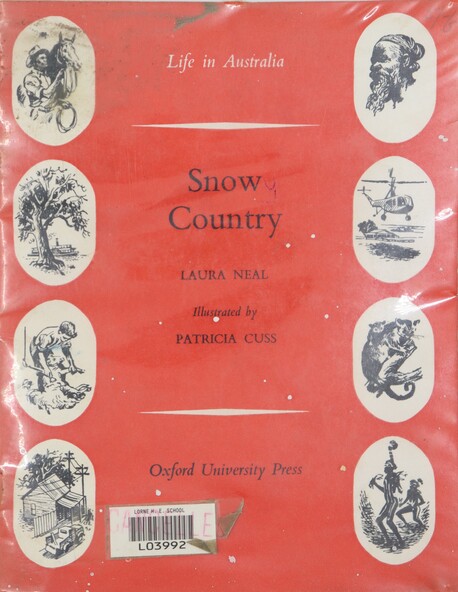 Life in Australia
Snow
Country
LAURA NEAL
Illustrated by
PATRICIA CUSS
Oxford University Press
LORNE H.E. SCHOOL
L03992